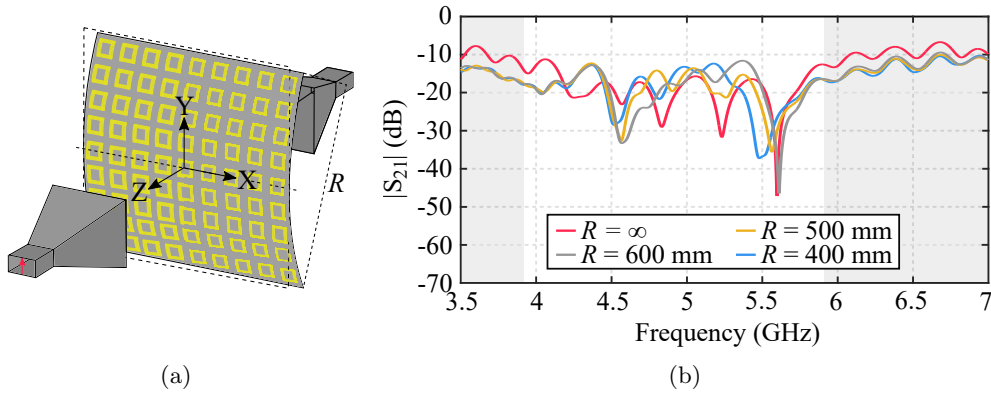 Y
X
Z
R
(a)
0
-10
-20
-30
-40
-50
-60
-70
|S21| (dB)
R = ∞
R = 500 mm
R = 600 mm
R = 400 mm
3.5 4 4.5 5 5.5 6 6.5 7
Frequency (GHz)
(b)